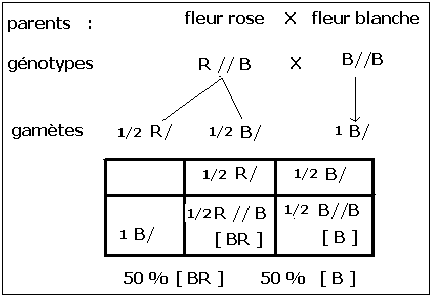 parents : fleur rose X fleur blanche
génotypes R // B X B//B
gamètes 1/2 R/ 1/2 B/ 1 B/
1/2 R/ 1/2 B/
1 B/ 1/2R // B 1/2 B//B
[ BR ] [ B ]
50 % [ BR ] 50 % [ B ]